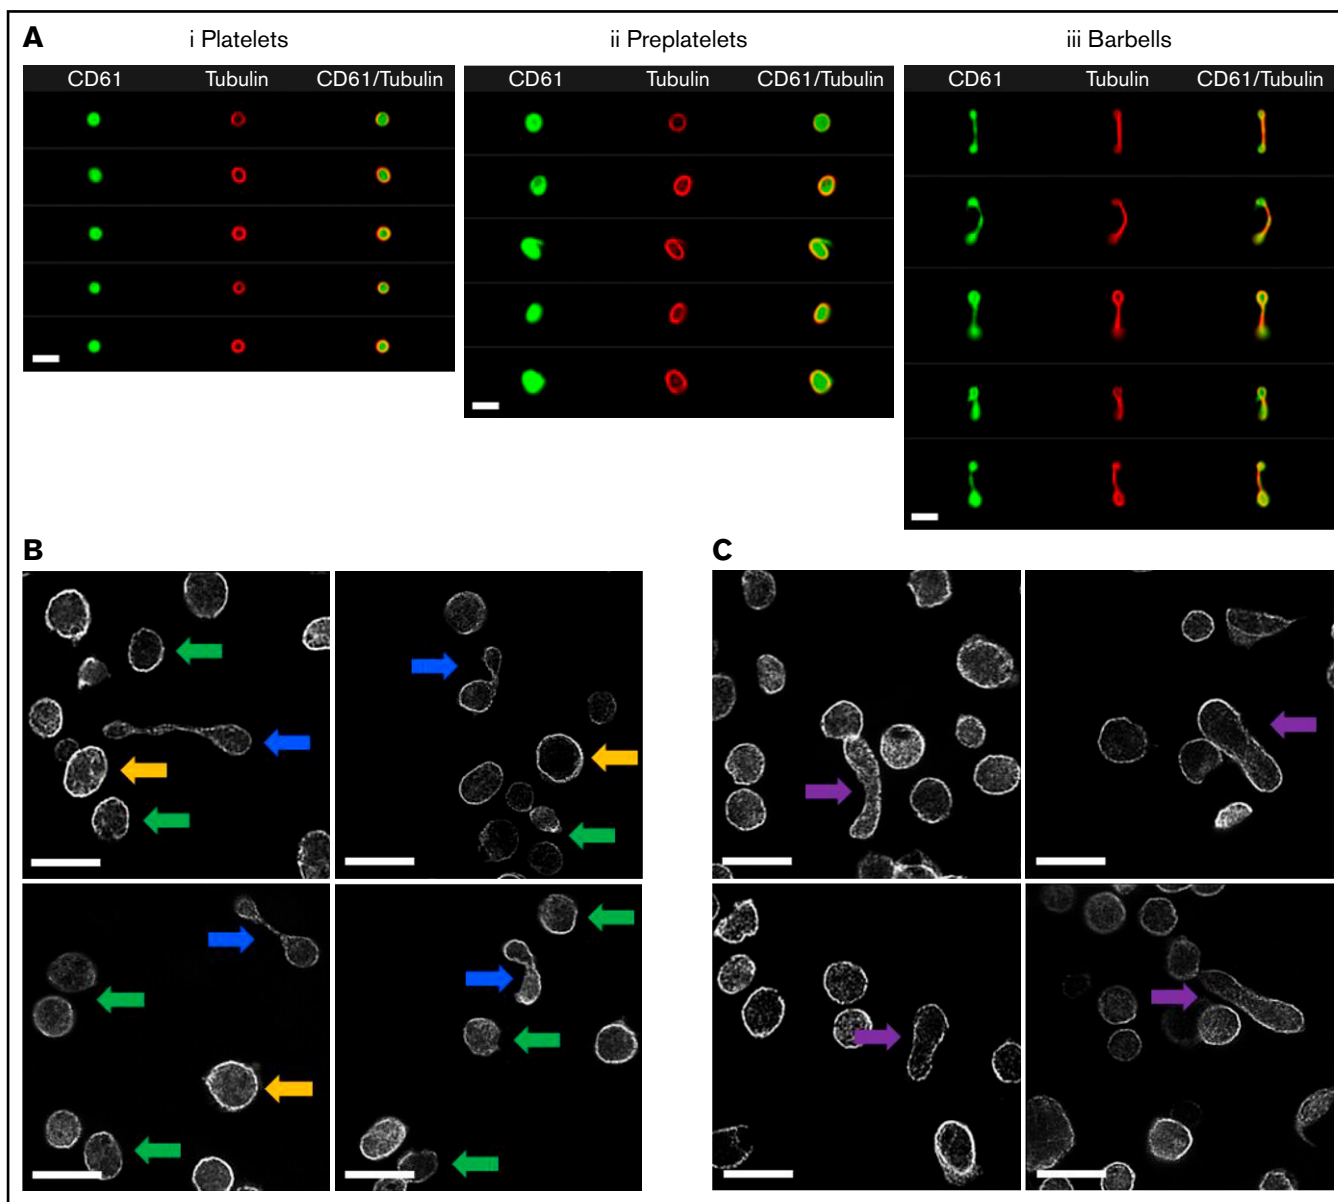 A
i Platelets
ii Preplatelets
iii Barbells
CD61 Tubulin CD61/Tubulin
CD61 Tubulin CD61/Tubulin
CD61 Tubulin CD61/Tubulin
B
C